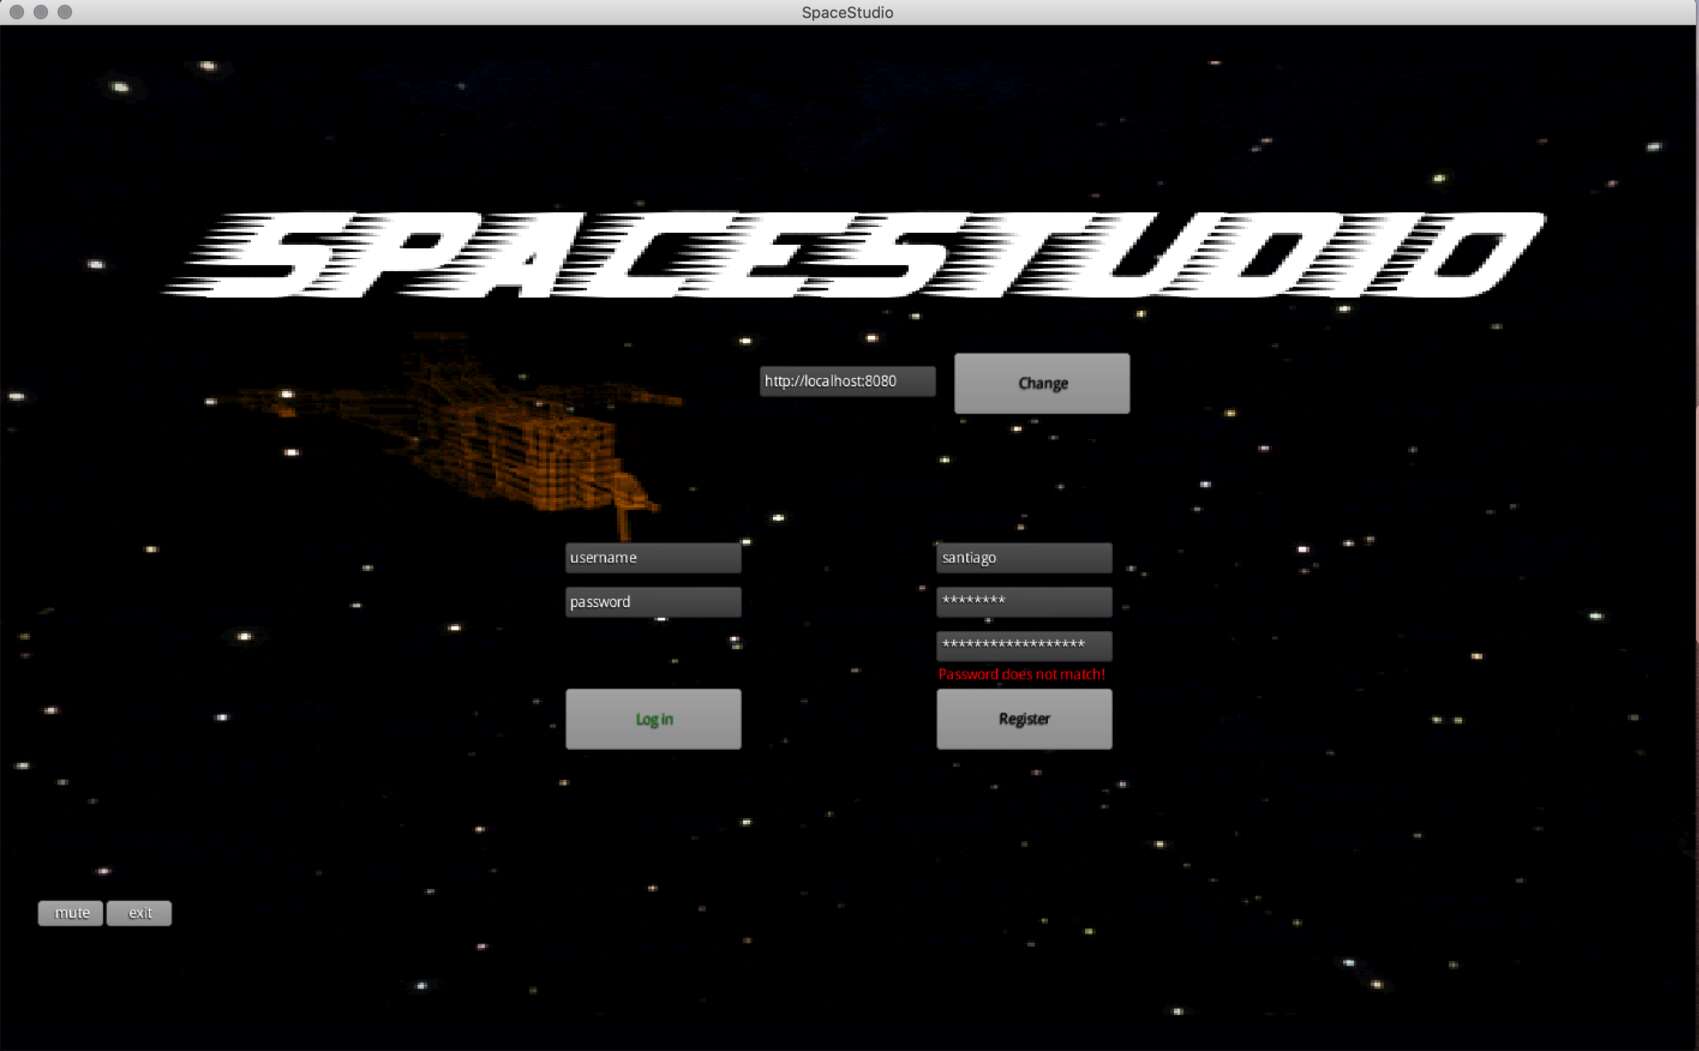 SpaceStudio
SPACESTUDIO
http://localhost:8080
Change
username
santiago
password
********
******************
Password does not match!
Log in
Register
mute
exit